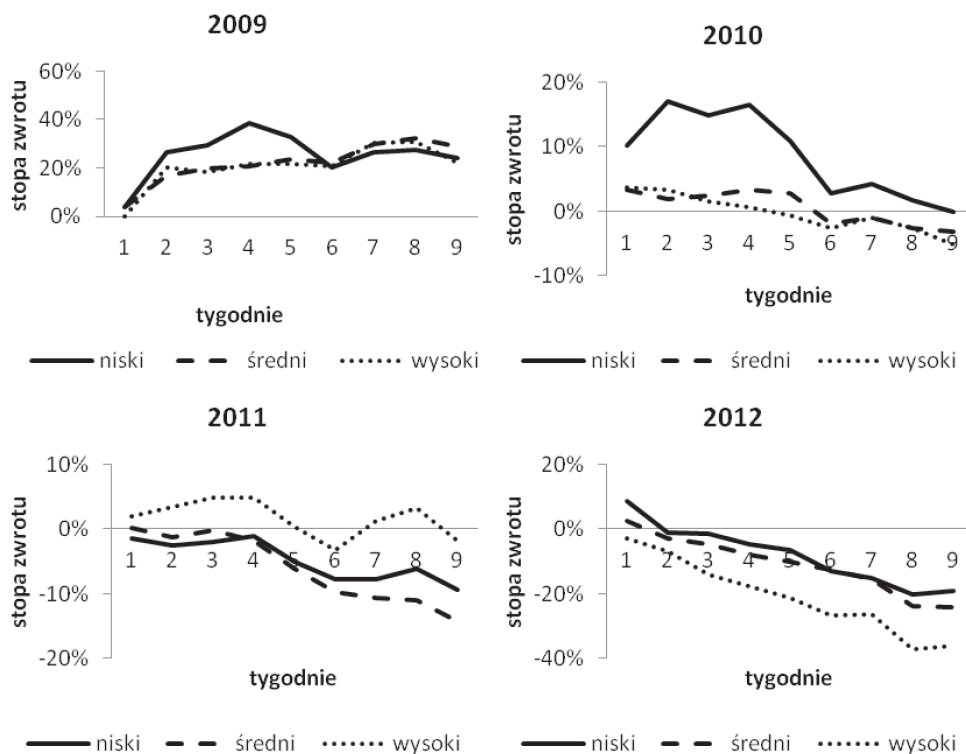 2009
stopa zwrotu
60%
40%
20%
0%
1 2 3 4 5 6 7 8 9
tygodnie
niski średni wysoki
2010
stopa zwrotu
20%
10%
0%
-10%
1 2 3 4 5 6 7 8 9
tygodnie
niski średni wysoki
2011
stopa zwrotu
10%
0%
-10%
-20%
1 2 3 4 5 6 7 8 9
tygodnie
niski średni wysoki
2012
stopa zwrotu
20%
0%
-20%
-40%
1 2 3 4 5 6 7 8 9
tygodnie
niski średni wysoki